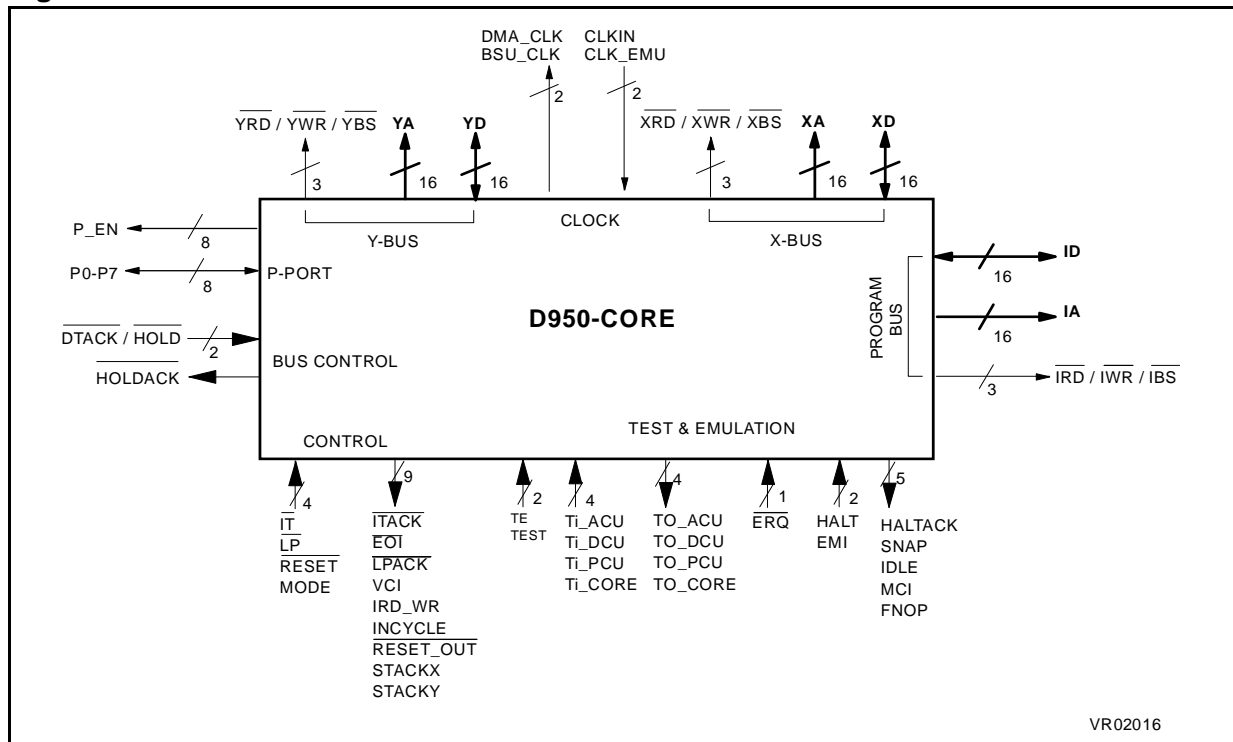 DMA_CLK CLKIN
BSU_CLK CLK_EMU
2 2
YRD / YWR / YBS YA YD XRD / XWR / XBS XA XD
3 16 16 3 16 16
P_EN 8
Y-BUS CLOCK X-BUS
P0-P7 8 P-PORT
ID 16
PROGRAM
BUS
D950-CORE
IA 16
DTACK / HOLD 2
BUS CONTROL
HOLDACK
IRD / IWR / IBS 3
CONTROL TEST & EMULATION
4 9 2 4 4 1 2 5
IT
LP
RESET
MODE
ITACK
EOI
LPACK
VCI
IRD_WR
INCYCLE
RESET_OUT
STACKX
STACKY
TE
TEST
Ti_ACU
Ti_DCU
Ti_PCU
Ti_CORE
TO_ACU
TO_DCU
TO_PCU
TO_CORE
ERQ
HALT
EMI
HALTACK
SNAP
IDLE
MCI
FNOP
VR02016